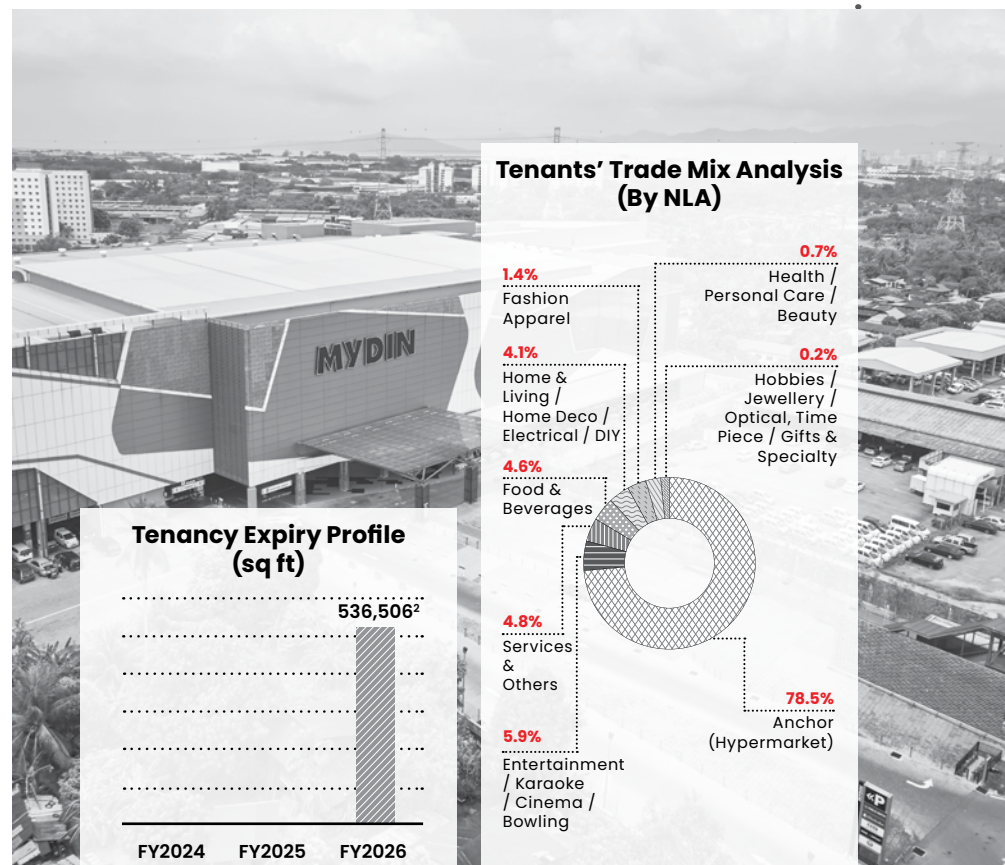 Tenants’ Trade Mix Analysis
(By NLA)
0.7%
Health /
Personal Care /
Beauty
1.4%
Fashion
Apparel
4.1%
Home &
Living /
Home Deco /
Electrical / DIY
0.2%
Hobbies /
Jewellery /
Optical, Time
Piece / Gifts &
Specialty
4.6%
Food &
Beverages
4.8%
Services
&
Others
5.9%
Entertainment
/ Karaoke
/ Cinema /
Bowling
78.5%
Anchor
(Hypermarket)
MYDIN
Tenancy Expiry Profile
(sq ft)
536,506²
FY2024 FY2025 FY2026
P